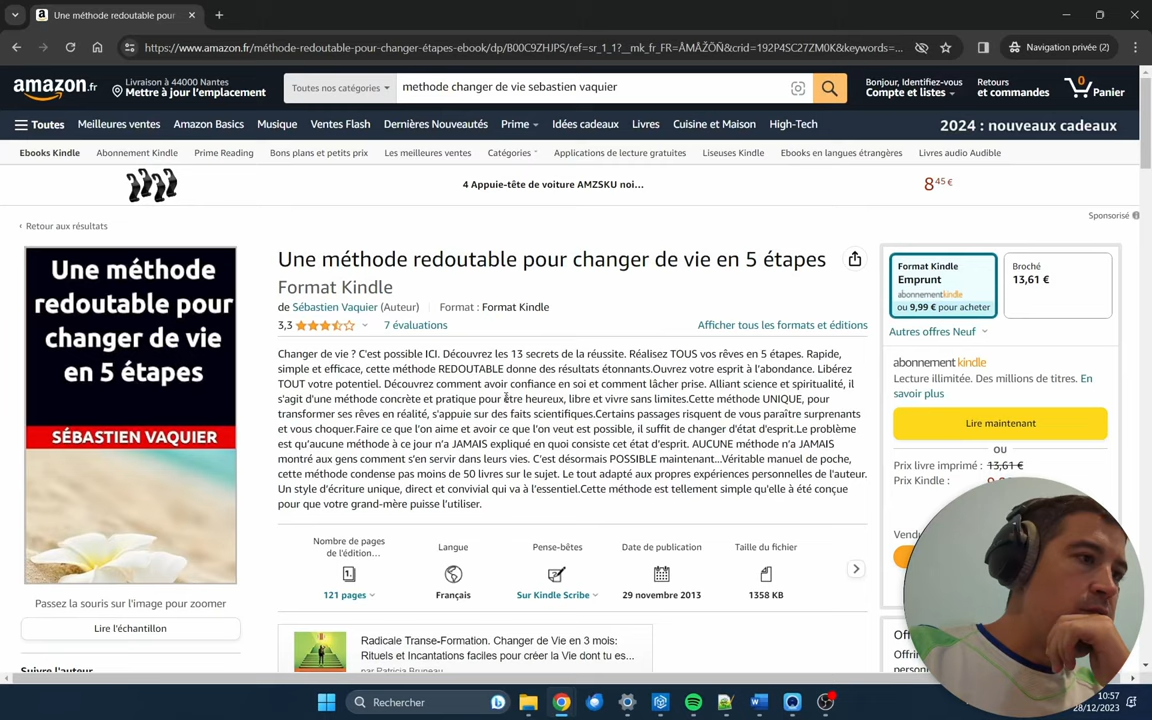 Une méthode redoutable pour
https://www.amazon.fr/méthode-redoutable-pour-changer-étapes-ebook/dp/B00C9ZHJPS/ref=sr_1_1?__mk_fr_FR=ÅMÅŽÕÑ&crid=192P4SC27ZM0K&keywords=...
Navigation privée (2)
amazon.fr
Livraison à 44000 Nantes
Mettre à jour l'emplacement
Toutes nos catégories
methode changer de vie sebastien vaquier
Bonjour, Identifiez-vous
Compte et listes
Retours
et commandes
0
Panier
Toutes
Meilleures ventes
Amazon Basics
Musique
Ventes Flash
Dernières Nouveautés
Prime
Idées cadeaux
Livres
Cuisine et Maison
High-Tech
2024 : nouveaux cadeaux
Ebooks Kindle
Abonnement Kindle
Prime Reading
Bons plans et petits prix
Les meilleures ventes
Catégories
Applications de lecture gratuites
Liseuses Kindle
Ebooks en langues étrangères
Livres audio Audible
4 Appuie-tête de voiture AMZSKU noi...
8,45 €
Sponsorisé
‹ Retour aux résultats
Une méthode
redoutable pour
changer de vie
en 5 étapes
SÉBASTIEN VAQUIER
Passez la souris sur l'image pour zoomer
Lire l'échantillon
Suivre l'auteur
Une méthode redoutable pour changer de vie en 5 étapes
Format Kindle
de Sébastien Vaquier (Auteur)
Format : Format Kindle
3,3
7 évaluations
Afficher tous les formats et éditions
Changer de vie ? C'est possible ICI. Découvrez les 13 secrets de la réussite. Réalisez TOUS vos rêves en 5 étapes. Rapide,
simple et efficace, cette méthode REDOUTABLE donne des résultats étonnants.Ouvrez votre esprit à l'abondance. Libérez
TOUT votre potentiel. Découvrez comment avoir confiance en soi et comment lâcher prise. Alliant science et spiritualité, il
s'agit d'une méthode concrète et pratique pour être heureux, libre et vivre sans limites.Cette méthode UNIQUE, pour
transformer ses rêves en réalité, s'appuie sur des faits scientifiques.Certains passages risquent de vous paraître surprenants
et vous choquer.Faire ce que l'on aime et avoir ce que l'on veut est possible, il suffit de changer d'état d'esprit.Le problème
est qu'aucune méthode à ce jour n'a JAMAIS expliqué en quoi consiste cet état d'esprit. AUCUNE méthode n'a JAMAIS
montré aux gens comment s'en servir dans leurs vies. C'est désormais POSSIBLE maintenant...Véritable manuel de poche,
cette méthode condense pas moins de 50 livres sur le sujet. Le tout adapté aux propres expériences personnelles de l'auteur.
Un style d'écriture unique, direct et convivial qui va à l'essentiel.Cette méthode est tellement simple qu'elle a été conçue
pour que votre grand-mère puisse l'utiliser.
Nombre de pages
de l'édition...
121 pages
Langue
Français
Pense-bêtes
Sur Kindle Scribe
Date de publication
29 novembre 2013
Taille du fichier
1358 KB
Radicale Transe-Formation. Changer de Vie en 3 mois:
Rituels et Incantations faciles pour créer la Vie dont tu es...
par Patricia Bruneau
Format Kindle
Emprunt
abonnementkindle
ou 9,99 € pour acheter
Broché
13,61 €
Autres offres Neuf
abonnement kindle
Lecture illimitée. Des millions de titres. En
savoir plus
Lire maintenant
OU
Prix livre imprimé : 13,61 €
Prix Kindle :
Rechercher
10:57
28/12/2023